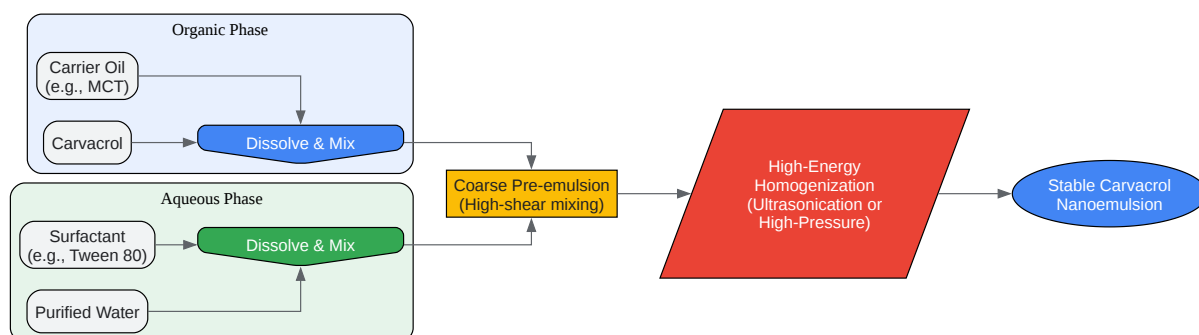 Organic Phase
Carrier Oil
(e.g., MCT)
Carvacrol
Dissolve & Mix
Aqueous Phase
Surfactant
(e.g., Tween 80)
Dissolve & Mix
Purified Water
Coarse Pre-emulsion
(High-shear mixing)
High-Energy
Homogenization
(Ultrasonication or
High-Pressure)
Stable Carvacrol
Nanoemulsion